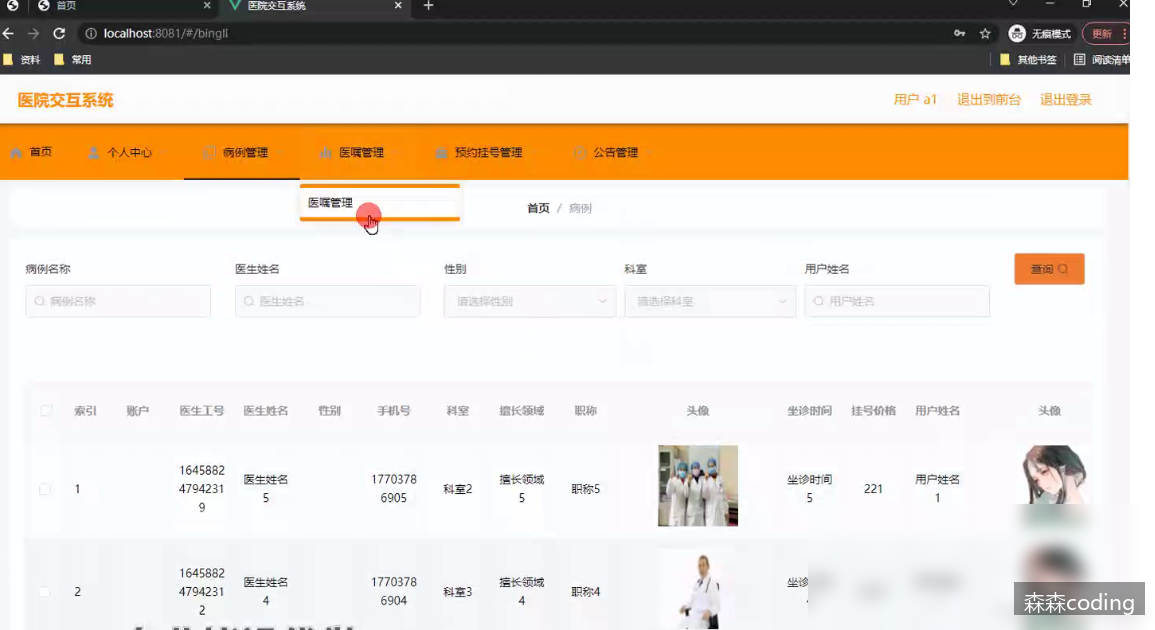 首页
医院交互系统
localhost:8081/#/bingli
无痕模式
更新
资料
常用
其他书签
阅读清单
医院交互系统
用户 a1
退出到前台
退出登录
首页
个人中心
病例管理
医嘱管理
预约挂号管理
公告管理
医嘱管理
首页 / 病例
病例名称
医生姓名
性别
科室
用户姓名
查询
病例名称
医生姓名
请选择性别
请选择科室
用户姓名
索引 账户 医生工号 医生姓名 性别 手机号 科室 擅长领域 职称 头像 坐诊时间 挂号价格 用户姓名 头像
1
1645882
4794231
9
医生姓名
5
1770378
6905
科室2
擅长领域
5
职称5
坐诊时间
5
221
用户姓名
1
2
1645882
4794231
2
医生姓名
4
1770378
6904
科室3
擅长领域
4
职称4
坐诊
森森coding